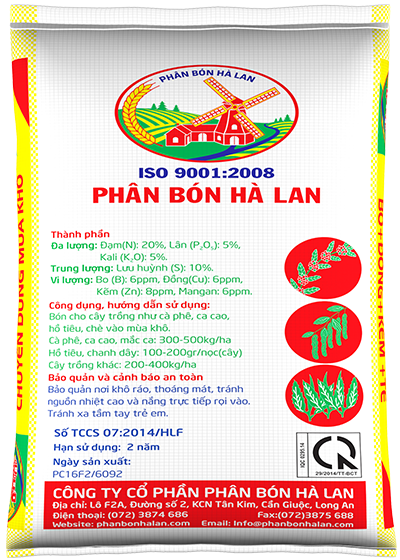 PHÂN BÓN HÀ LAN
ISO 9001:2008
PHÂN BÓN HÀ LAN
Thành phần
Đa lượng: Đạm(N): 20%, Lân (P₂O₅): 5%,
Kali (K₂O): 5%.
Trung lượng: Lưu huỳnh (S): 10%.
Vi lượng: Bo (B): 6ppm, Đồng(Cu): 6ppm,
Kẽm (Zn): 8ppm, Mangan: 6ppm.
Công dụng, hướng dẫn sử dụng:
Bón cho cây trồng như cà phê, ca cao,
hồ tiêu, chè vào mùa khô.
Cà phê, ca cao, mắc ca: 300-500kg/ha
Hồ tiêu, chanh dây: 100-200gr/nọc(cây)
Cây trồng khác: 200-400kg/ha
Bảo quản và cảnh báo an toàn
Bảo quản nơi khô ráo, thoáng mát, tránh
nguồn nhiệt cao và nắng trực tiếp rọi vào.
Tránh xa tầm tay trẻ em.
Số TCCS 07:2014/HLF
Hạn sử dụng: 2 năm
Ngày sản xuất:
PC16F2/6092
29/2014/TT-BCT
CÔNG TY CỔ PHẦN PHÂN BÓN HÀ LAN
Địa chỉ: Lô F2A, Đường số 2, KCN Tân Kim, Cần Giuộc, Long An
Điện thoại: (072) 3874 686 Fax:(072)3875 688
Website: phanbonhalan.com Email: Info@phanbonhalan.com
CHUYÊN DÙNG MÙA KHÔ
BO+ĐỒNG+KẼM +TE